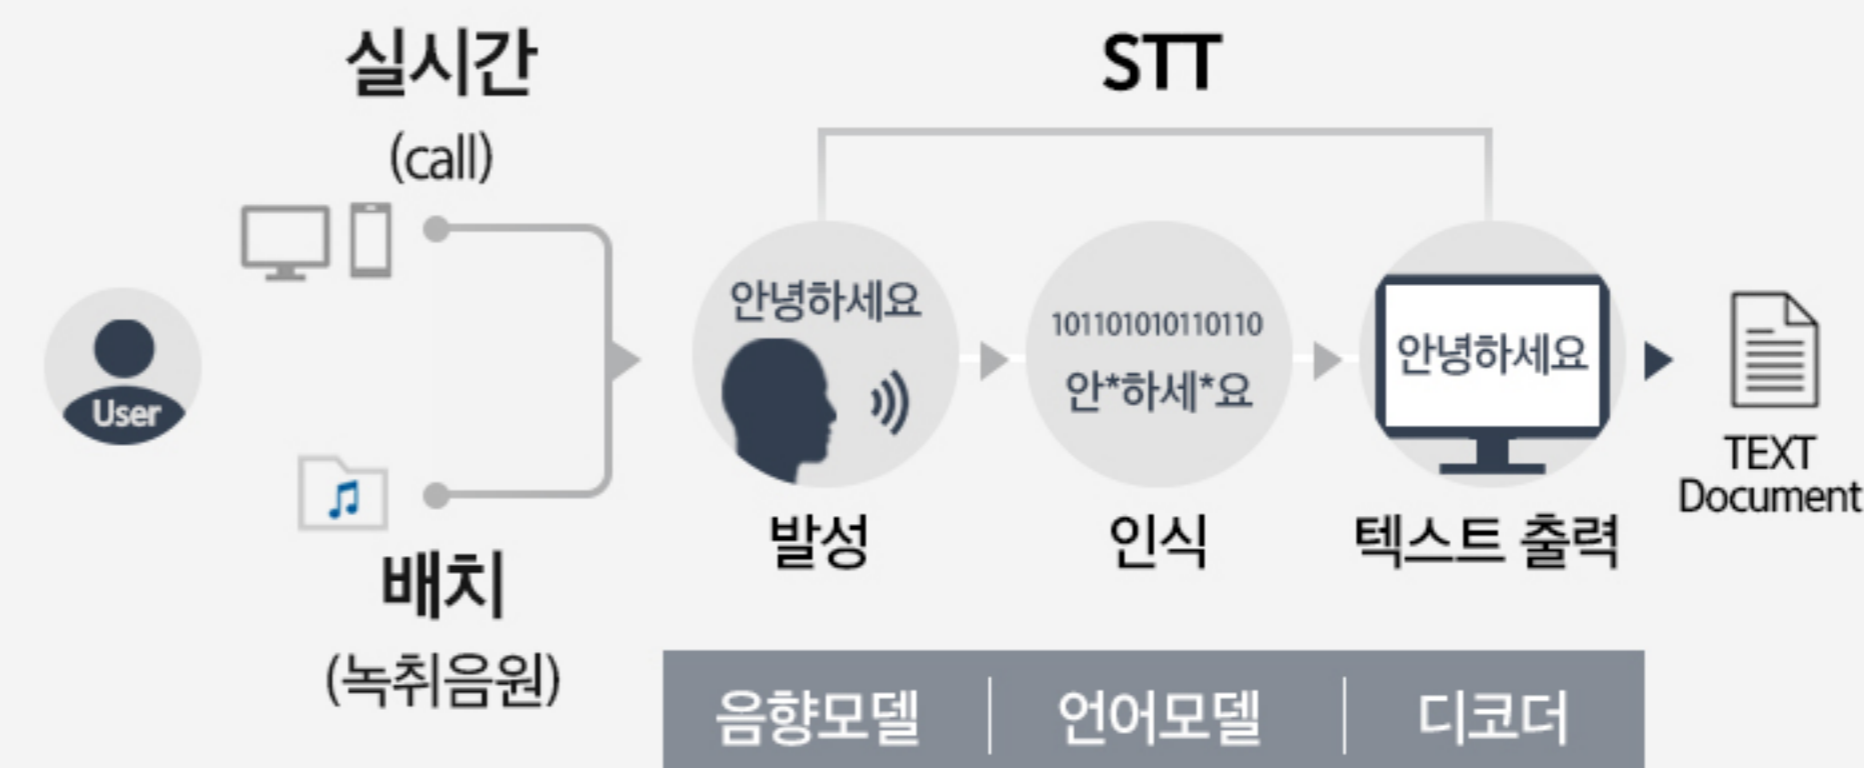 실시간
(call)
User
배치
(녹취음원)
STT
안녕하세요
발성
101101010110110
안*하세*요
인식
안녕하세요
텍스트 출력
TEXT
Document
음향모델
언어모델
디코더